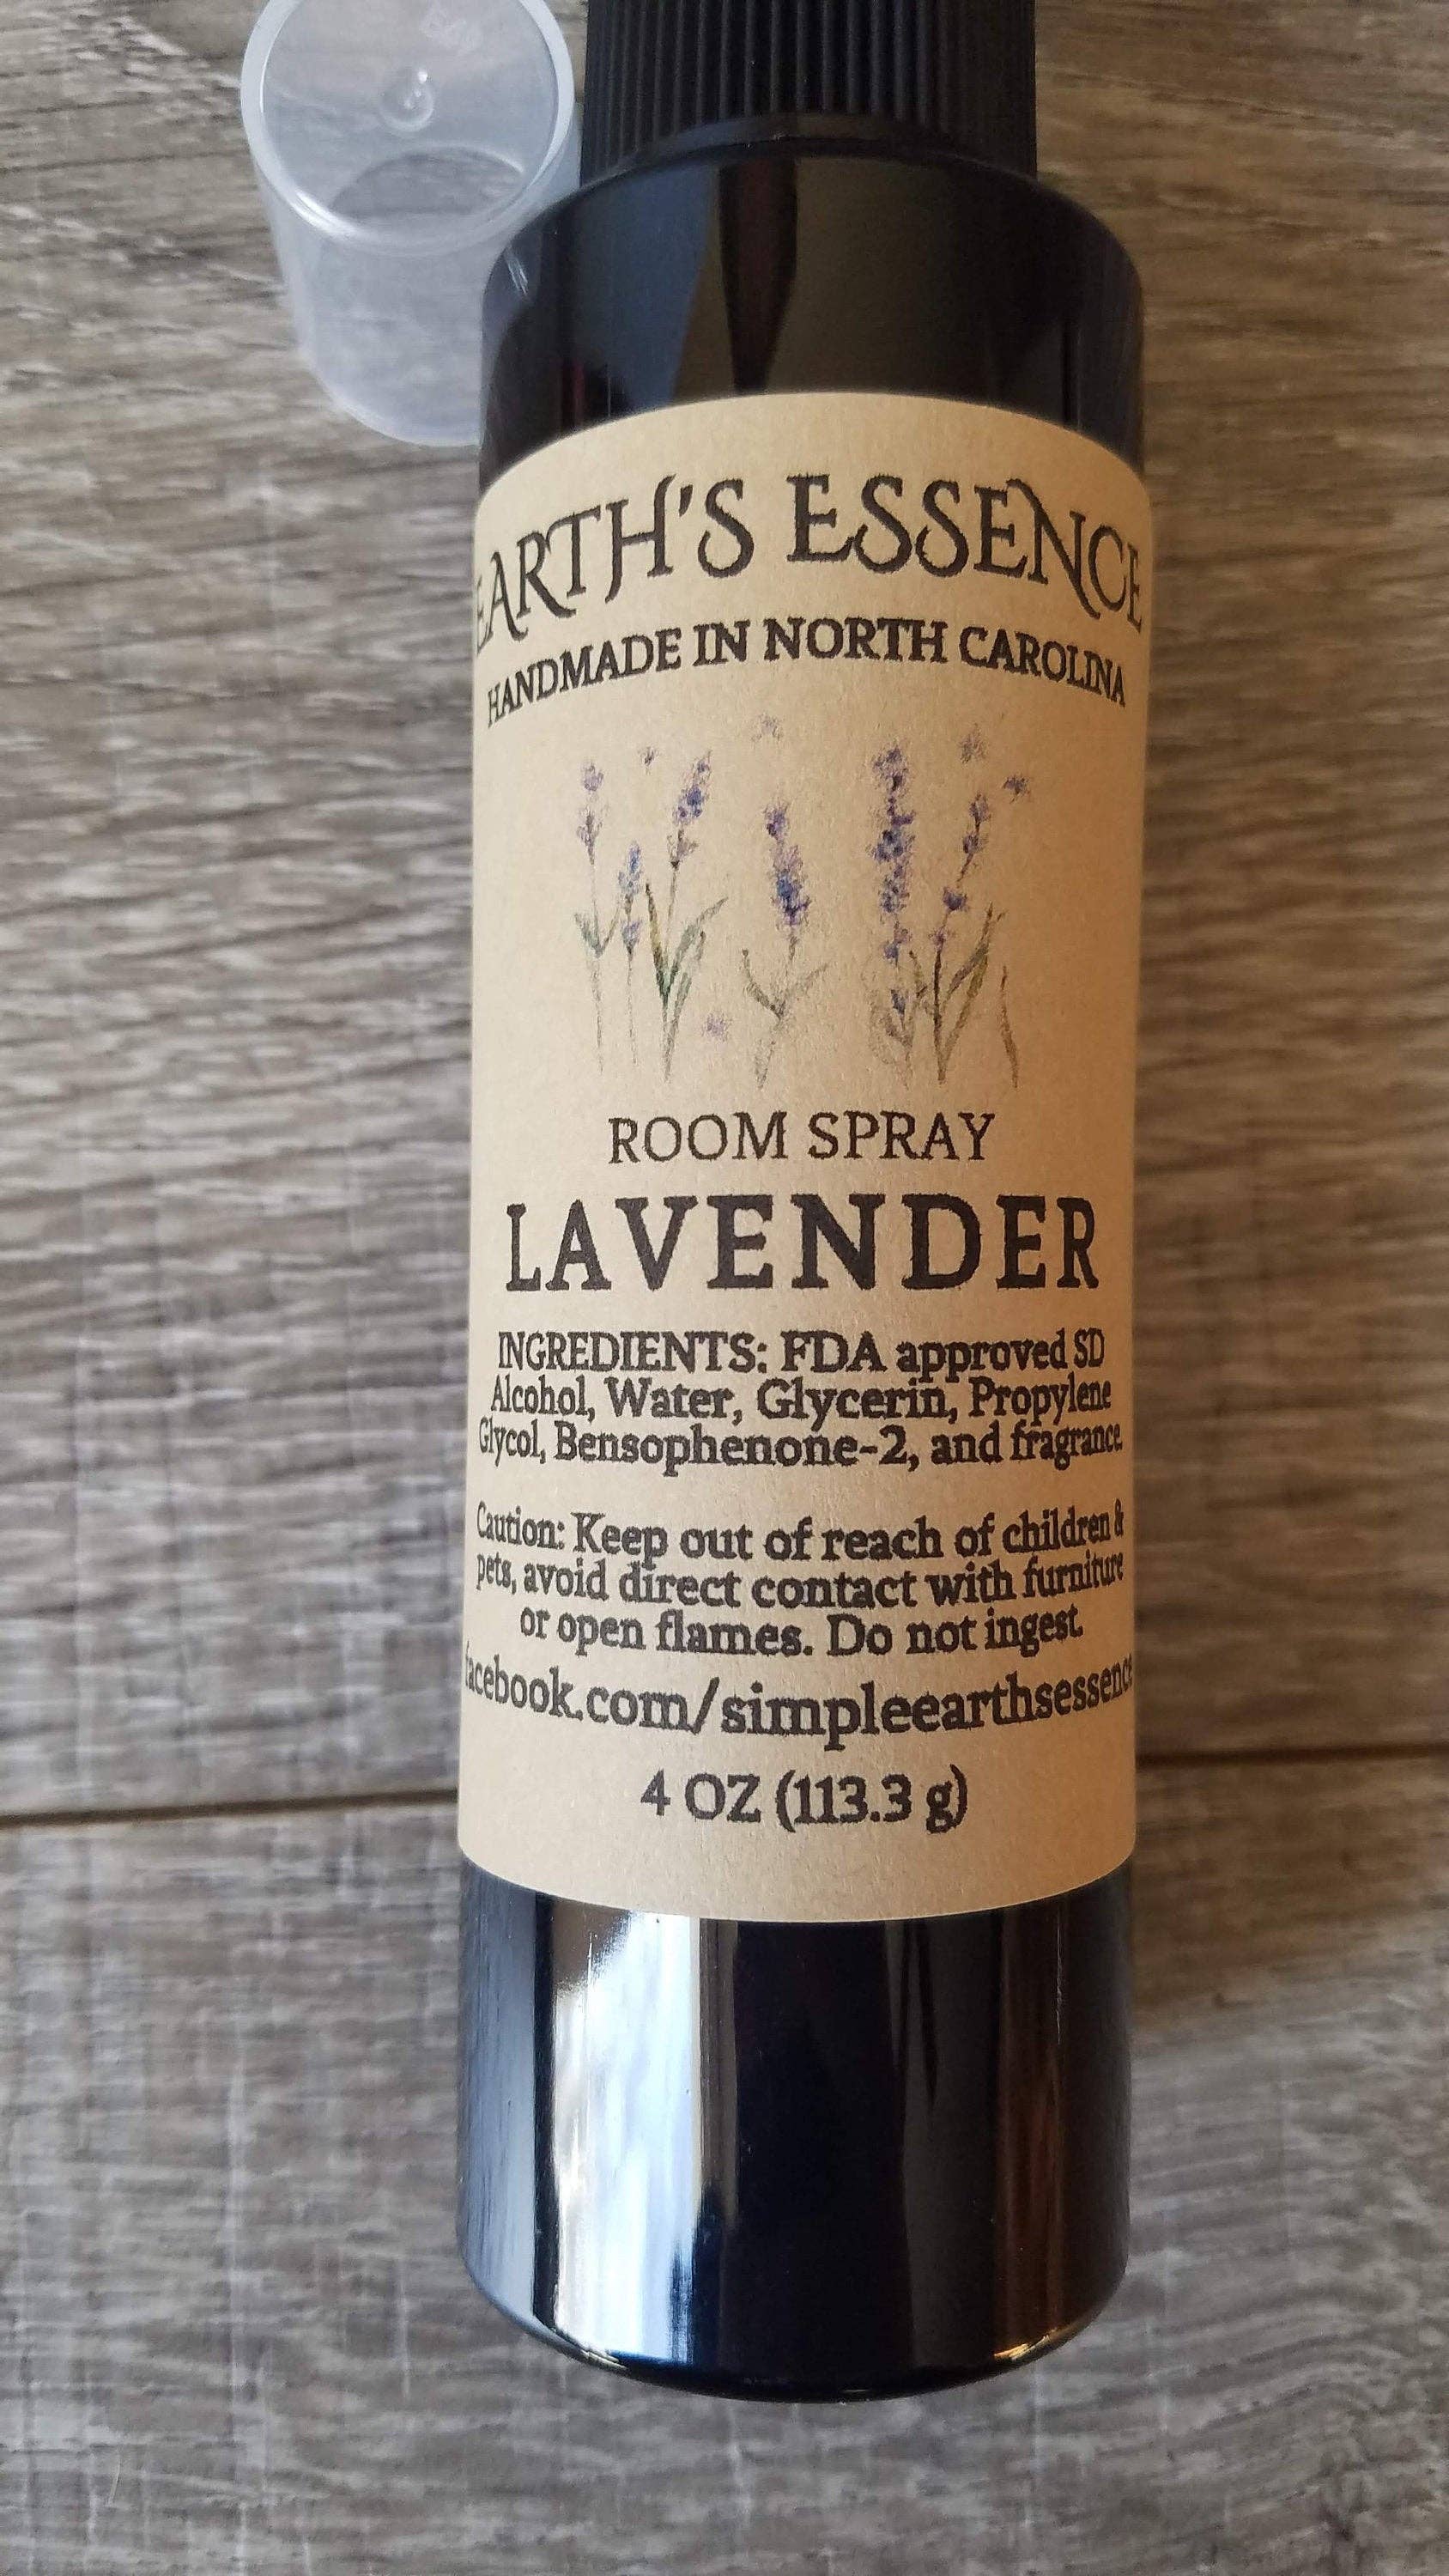 EARTH'S ESSENCE
HANDMADE IN NORTH CAROLINA
ROOM SPRAY
LAVENDER
INGREDIENTS: FDA approved SD
Alcohol, Water, Glycerin, Propylene
Glycol, Bensophenone-2, and fragrance.
Caution: Keep out of reach of children &
pets, avoid direct contact with furniture
or open flames. Do not ingest.
facebook.com/simpleearthsessence
4 OZ (113.3 g)